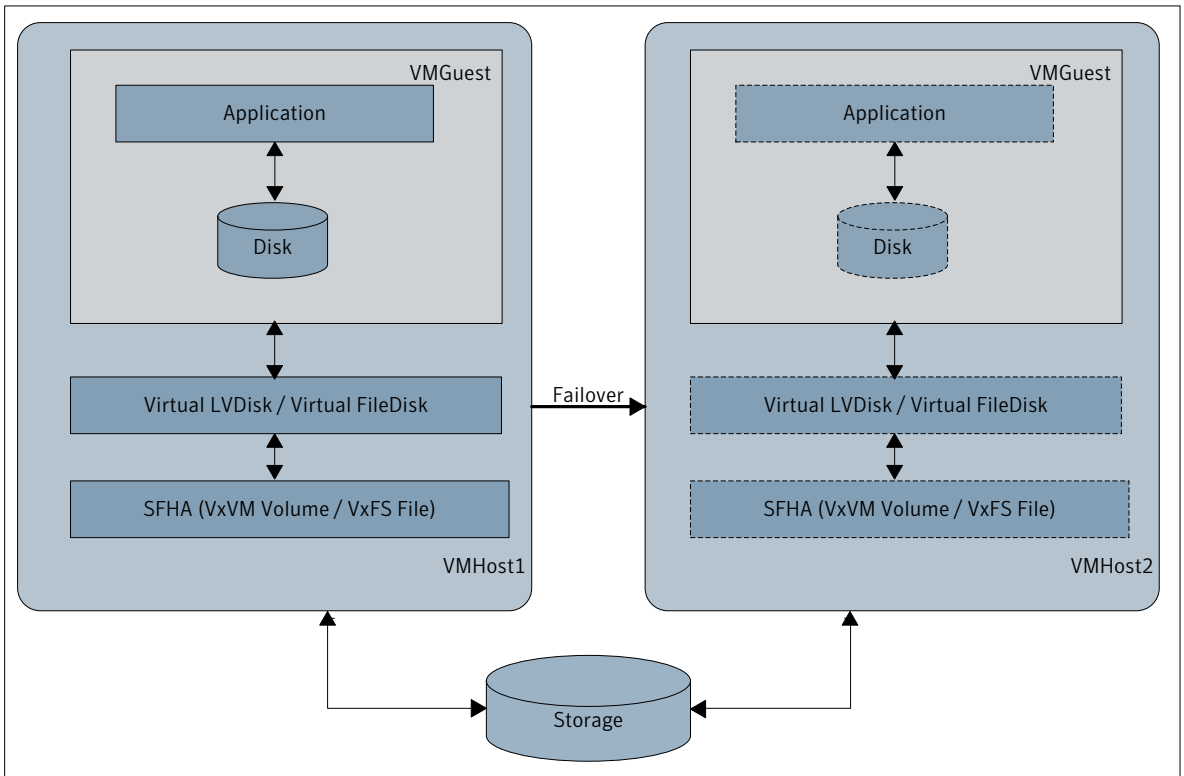 VMGuest
Application
Disk
Virtual LVDisk / Virtual FileDisk
SFHA (VxVM Volume / VxFS File)
VMHost1
Failover
VMGuest
Application
Disk
Virtual LVDisk / Virtual FileDisk
SFHA (VxVM Volume / VxFS File)
VMHost2
Storage